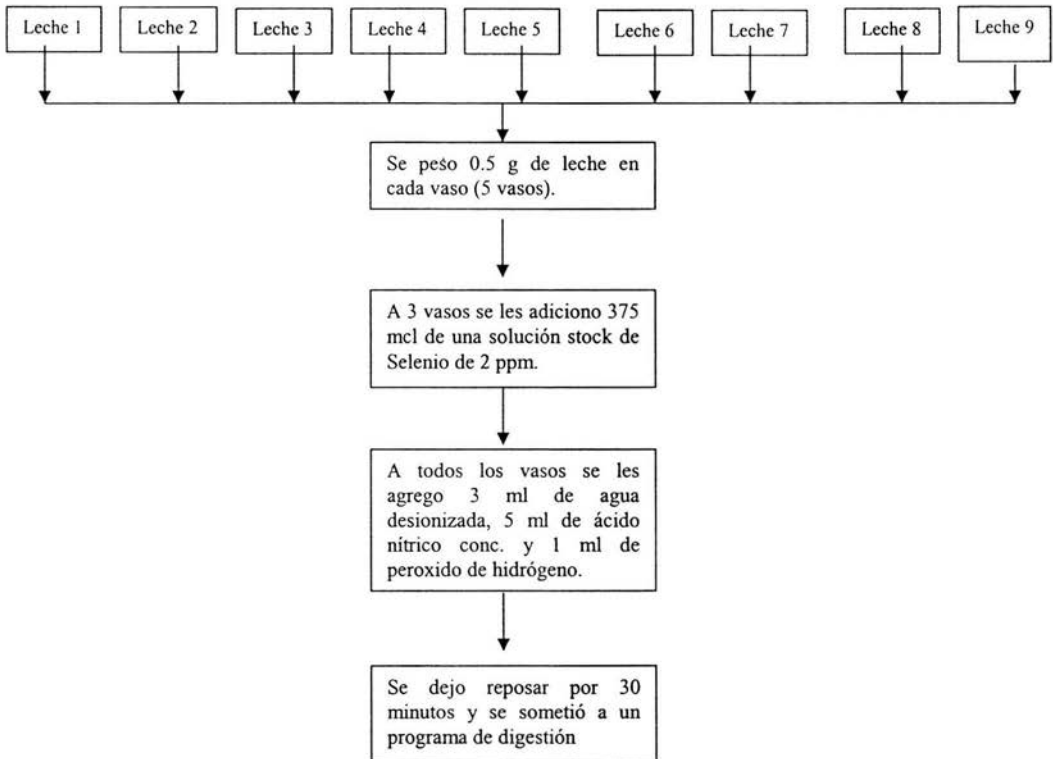 Leche 1
Leche 2
Leche 3
Leche 4
Leche 5
Leche 6
Leche 7
Leche 8
Leche 9
Se peso 0.5 g de leche en
cada vaso (5 vasos).
A 3 vasos se les adiciono 375
mcl de una solución stock de
Selenio de 2 ppm.
A todos los vasos se les
agrego 3 ml de agua
desionizada, 5 ml de ácido
nítrico conc. y 1 ml de
peroxido de hidrógeno.
Se dejo reposar por 30
minutos y se sometió a un
programa de digestión